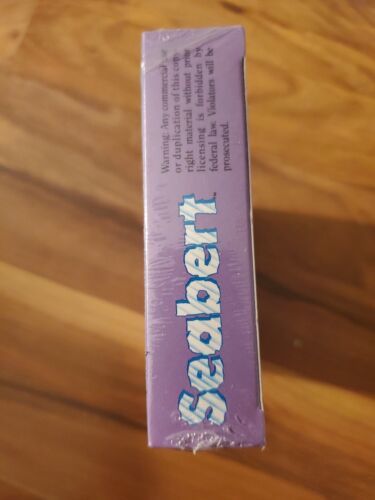 Warning: Any commercial use
or duplication of this copy-
right material without prior
licensing is forbidden by
federal law. Violators will be
prosecuted.
Seabert™